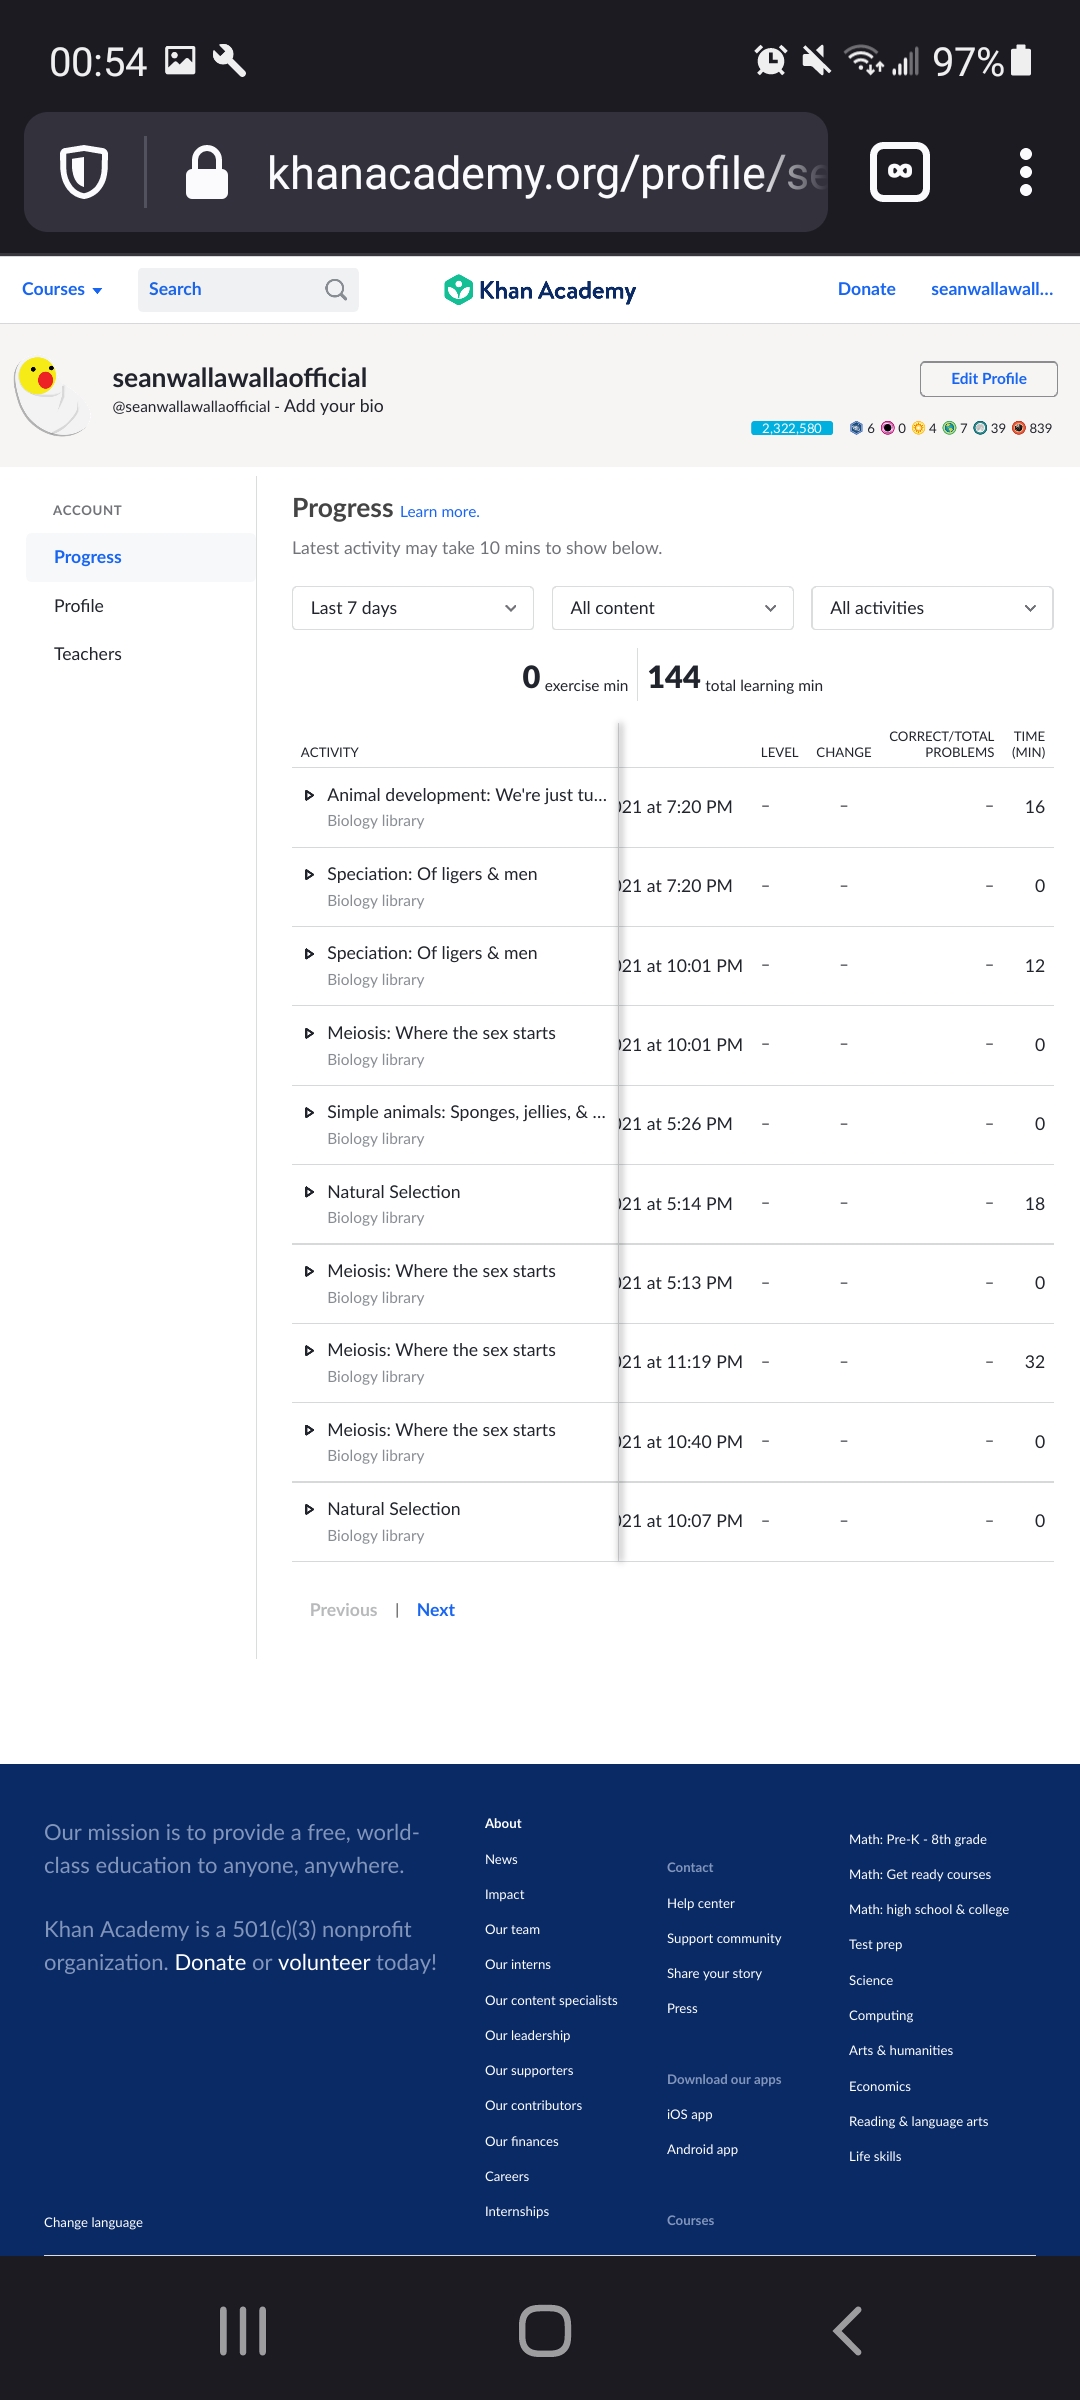 00:54
97%
khanacademy.org/profile/se
Courses
Search
Khan Academy
Donate
seanwallawall...
seanwallawallaofficial
@seanwallawallaofficial - Add your bio
Edit Profile
2,322,580 6 0 4 7 39 839
ACCOUNT
Progress
Profile
Teachers
Progress Learn more.
Latest activity may take 10 mins to show below.
Last 7 days
All content
All activities
0 exercise min
144 total learning min
ACTIVITY LEVEL CHANGE CORRECT/TOTAL PROBLEMS TIME (MIN)
Animal development: We're just tu... 021 at 7:20 PM – – – 16
Biology library
Speciation: Of ligers & men 021 at 7:20 PM – – – 0
Biology library
Speciation: Of ligers & men 021 at 10:01 PM – – – 12
Biology library
Meiosis: Where the sex starts 021 at 10:01 PM – – – 0
Biology library
Simple animals: Sponges, jellies, & ... 021 at 5:26 PM – – – 0
Biology library
Natural Selection 021 at 5:14 PM – – – 18
Biology library
Meiosis: Where the sex starts 021 at 5:13 PM – – – 0
Biology library
Meiosis: Where the sex starts 021 at 11:19 PM – – – 32
Biology library
Meiosis: Where the sex starts 021 at 10:40 PM – – – 0
Biology library
Natural Selection 021 at 10:07 PM – – – 0
Biology library
Previous | Next
Our mission is to provide a free, world-
class education to anyone, anywhere.
Khan Academy is a 501(c)(3) nonprofit
organization. Donate or volunteer today!
Change language
About
News
Impact
Our team
Our interns
Our content specialists
Our leadership
Our supporters
Our contributors
Our finances
Careers
Internships
Contact
Help center
Support community
Share your story
Press
Download our apps
iOS app
Android app
Courses
Math: Pre-K - 8th grade
Math: Get ready courses
Math: high school & college
Test prep
Science
Computing
Arts & humanities
Economics
Reading & language arts
Life skills